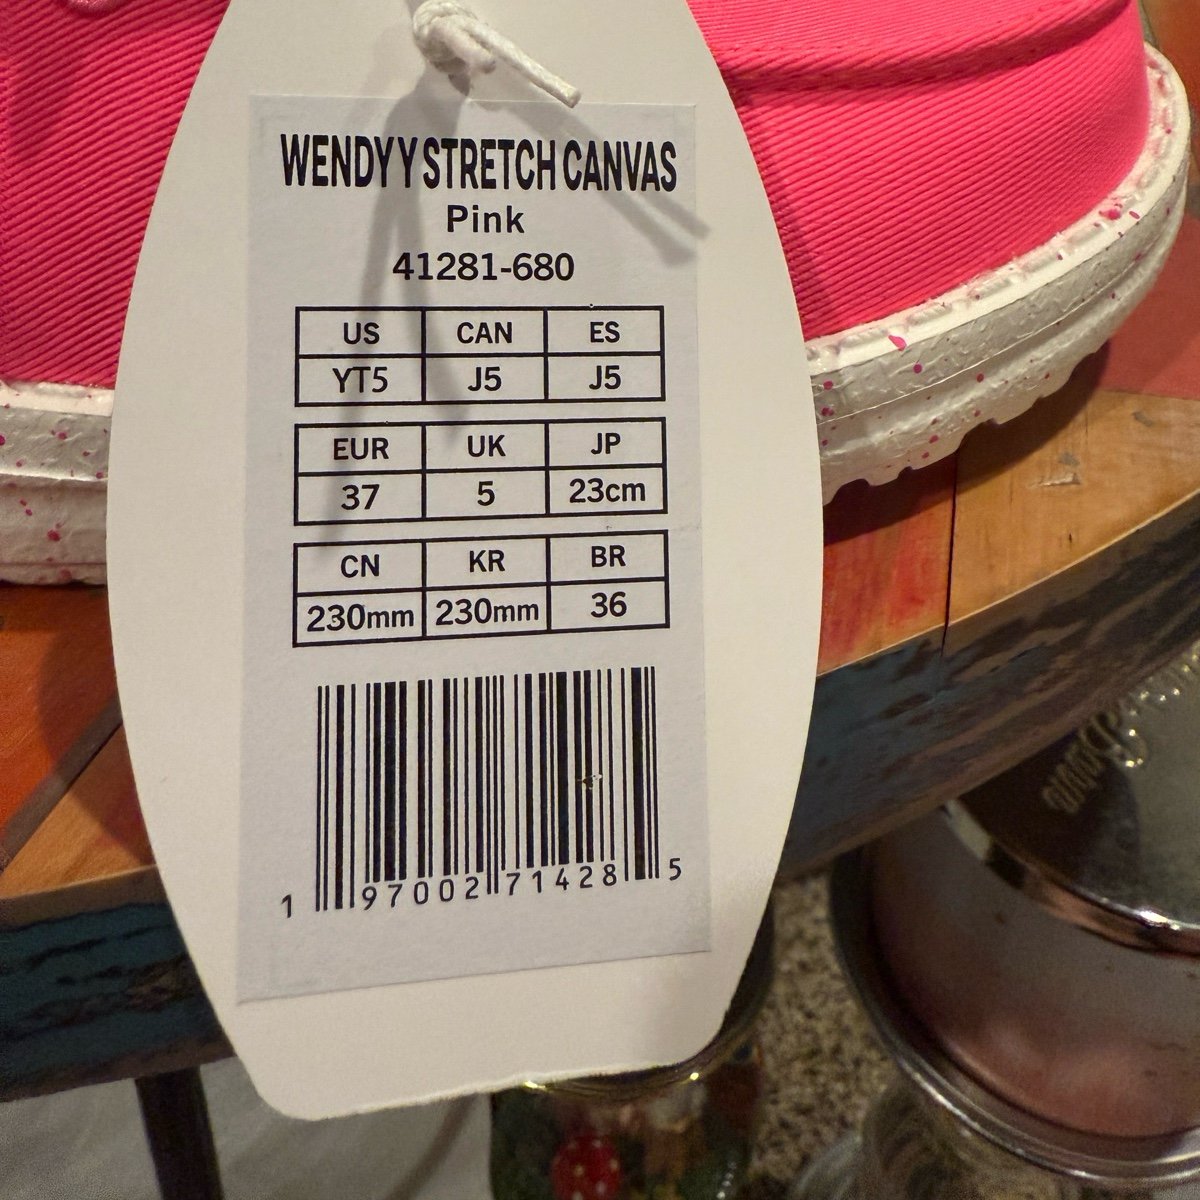 WENDY Y STRETCH CANVAS
Pink
41281-680
US CAN ES
YT5 J5 J5
EUR UK JP
37 5 23cm
CN KR BR
230mm 230mm 36
1 97002 71428 5